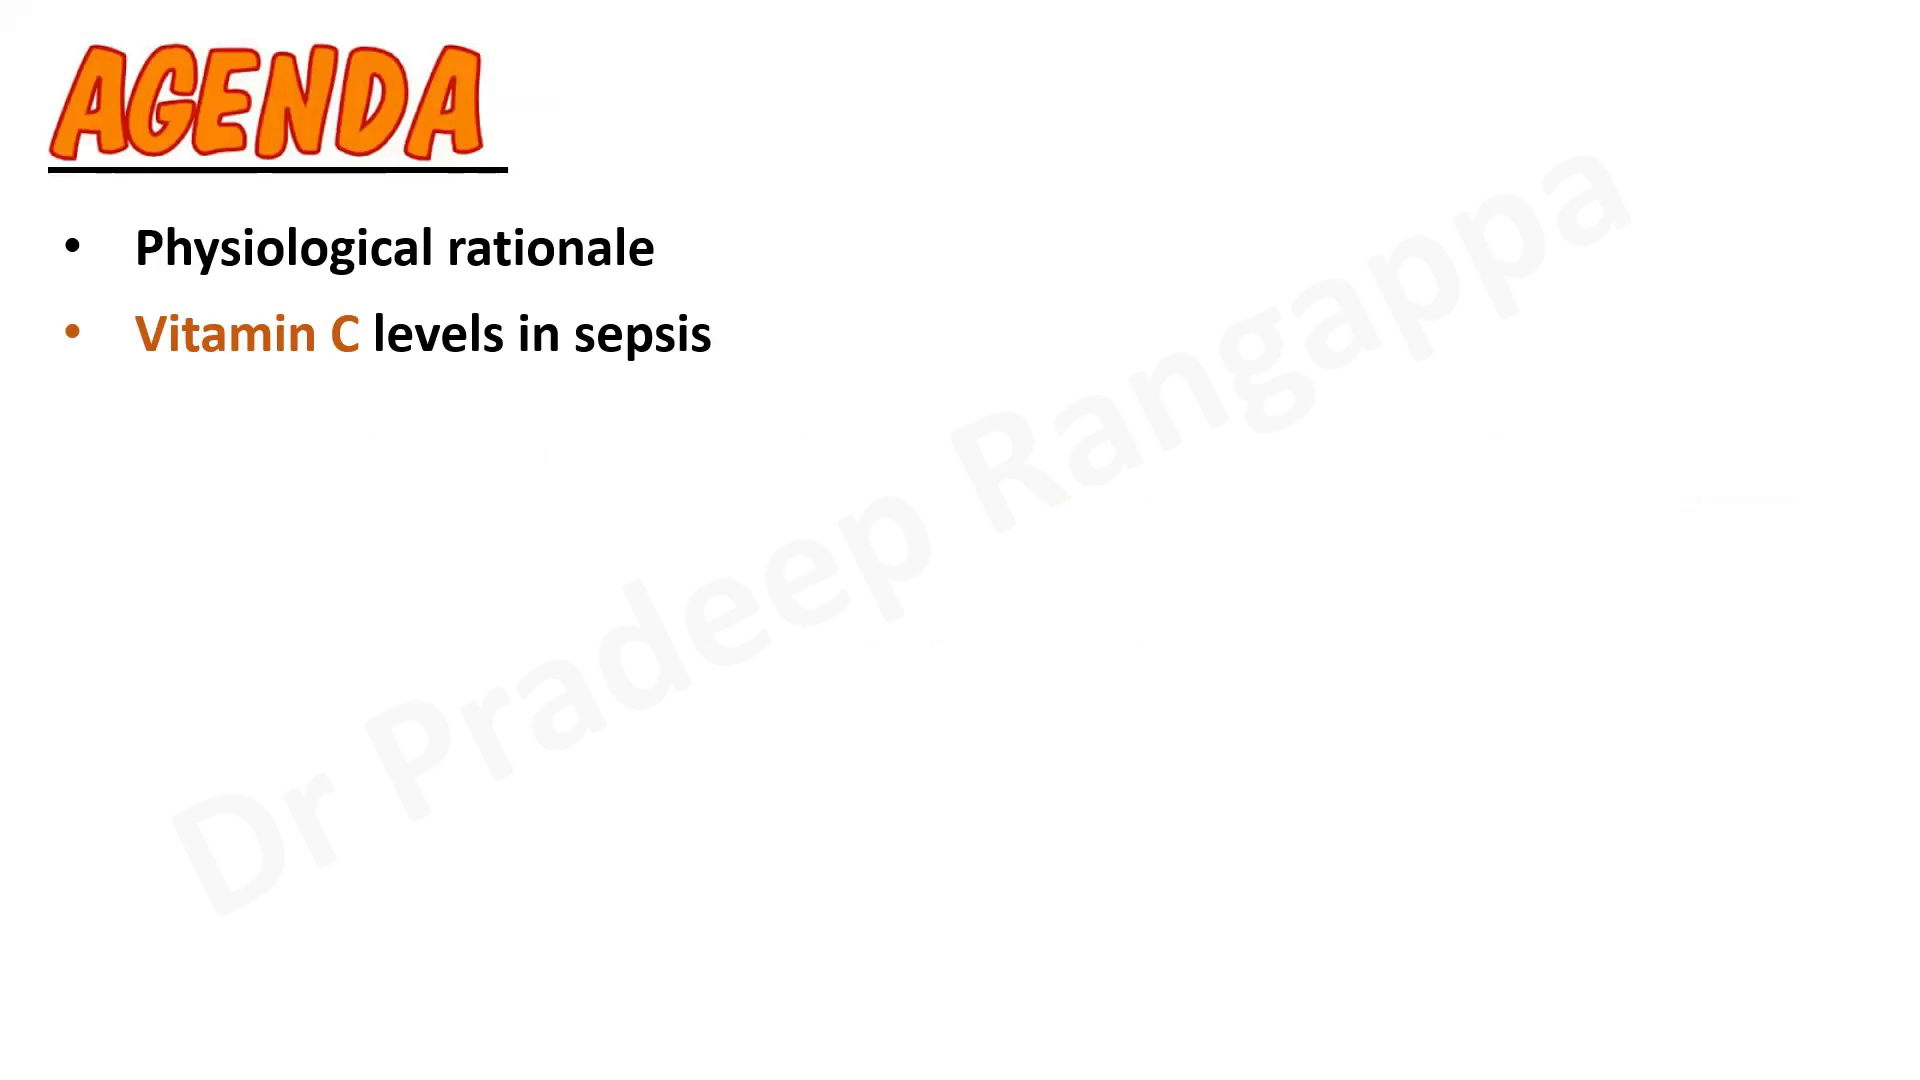 AGENDA
• Physiological rationale
• Vitamin C levels in sepsis
Dr Pradeep Rangappa